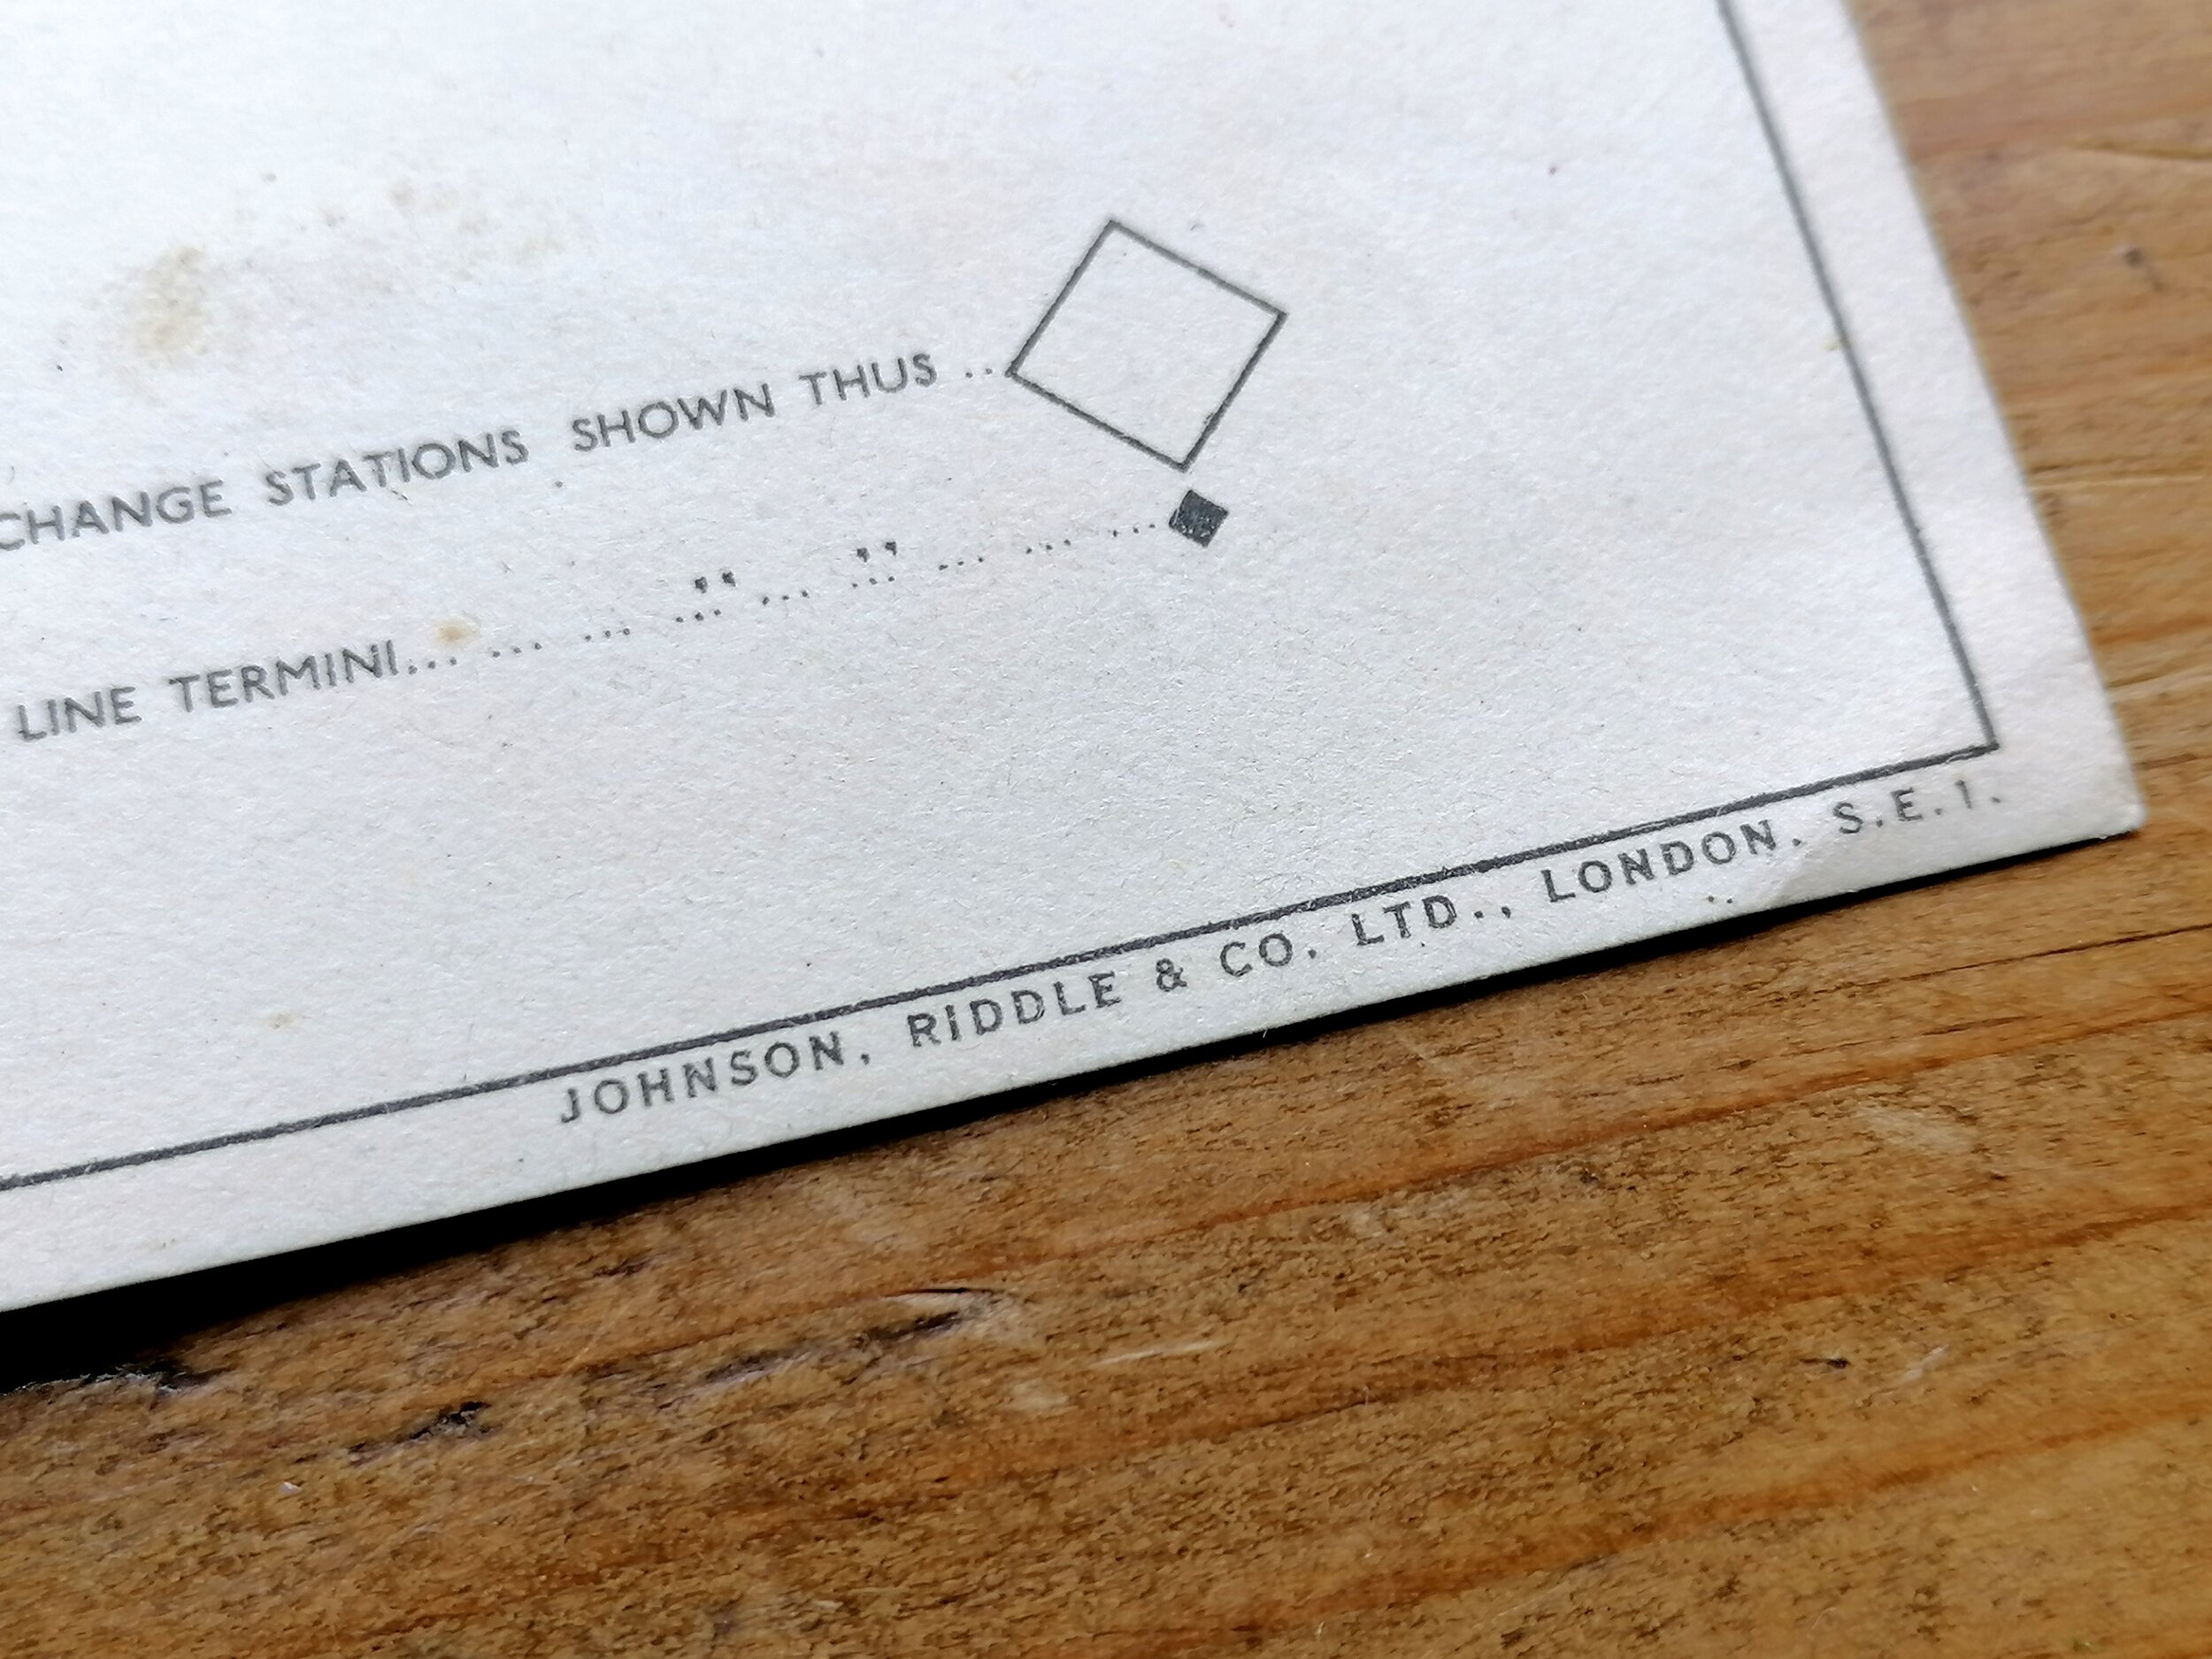 CHANGE STATIONS SHOWN THUS ...
LINE TERMINI... ... ... ,, ... ,, ... ... ...
JOHNSON, RIDDLE & CO. LTD., LONDON. S.E.1.